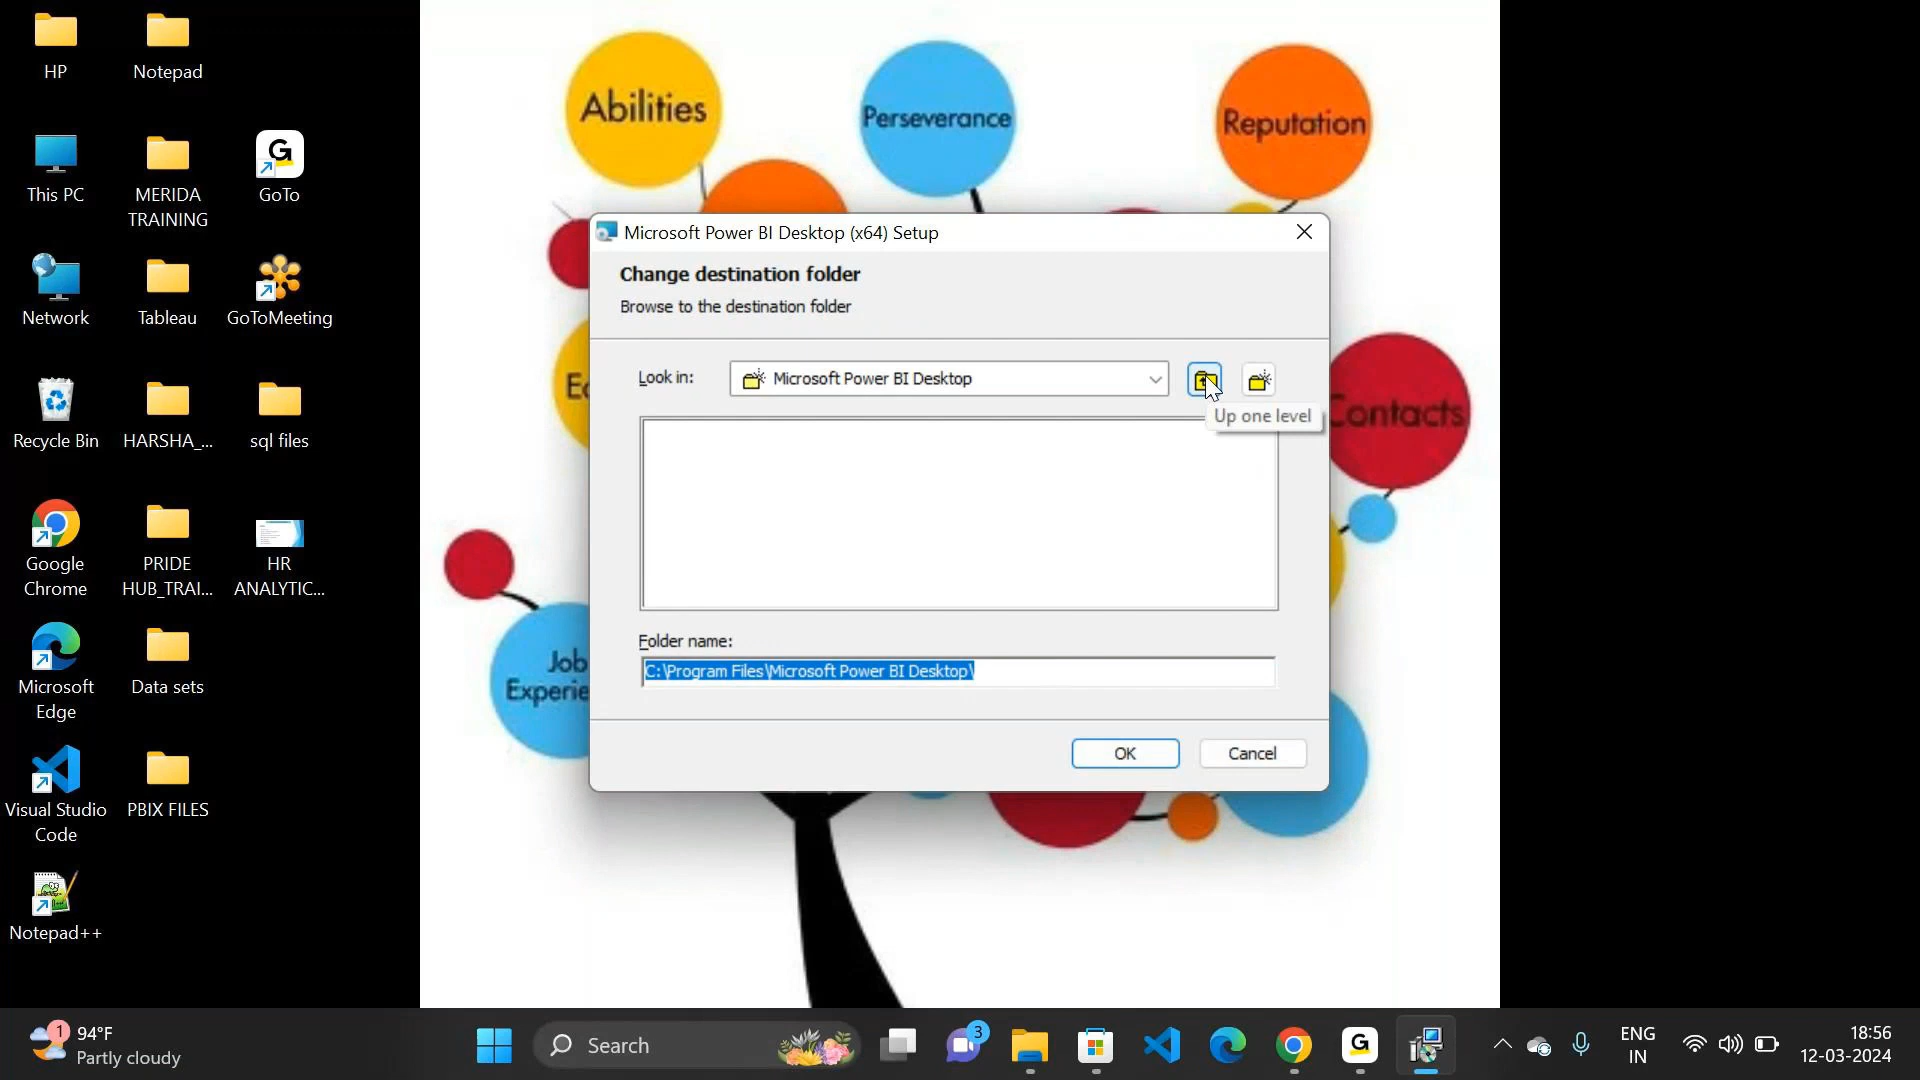 HP
Notepad
This PC
MERIDA
TRAINING
GoTo
Network
Tableau
GoToMeeting
Recycle Bin
HARSHA_...
sql files
Google
Chrome
PRIDE
HUB_TRAI...
HR
ANALYTIC...
Microsoft
Edge
Data sets
Visual Studio
Code
PBIX FILES
Notepad++
Abilities
Perseverance
Reputation
Contacts
Job
Experie
Microsoft Power BI Desktop (x64) Setup
Change destination folder
Browse to the destination folder
Look in:
Microsoft Power BI Desktop
Up one level
Folder name:
C:\Program Files\Microsoft Power BI Desktop\
OK
Cancel
1
94°F
Partly cloudy
Search
3
G
ENG
IN
18:56
12-03-2024